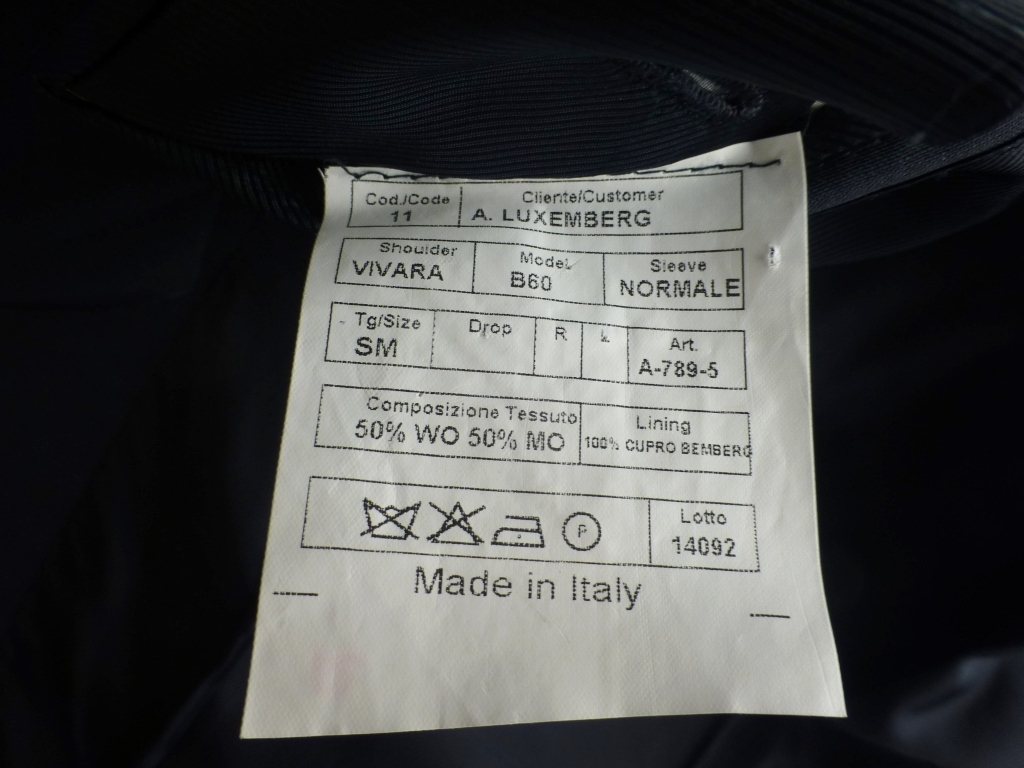 Cod./Code Cliente/Customer
11 A. LUXEMBERG
Shoulder Model Sleeve
VIVARA B60 NORMALE
Tg/Size Drop R L Art.
SM A-789-5
Composizione Tessuto Lining
50% WO 50% MO 100% CUPRO BEMBERG
P Lotto
14092
Made in Italy